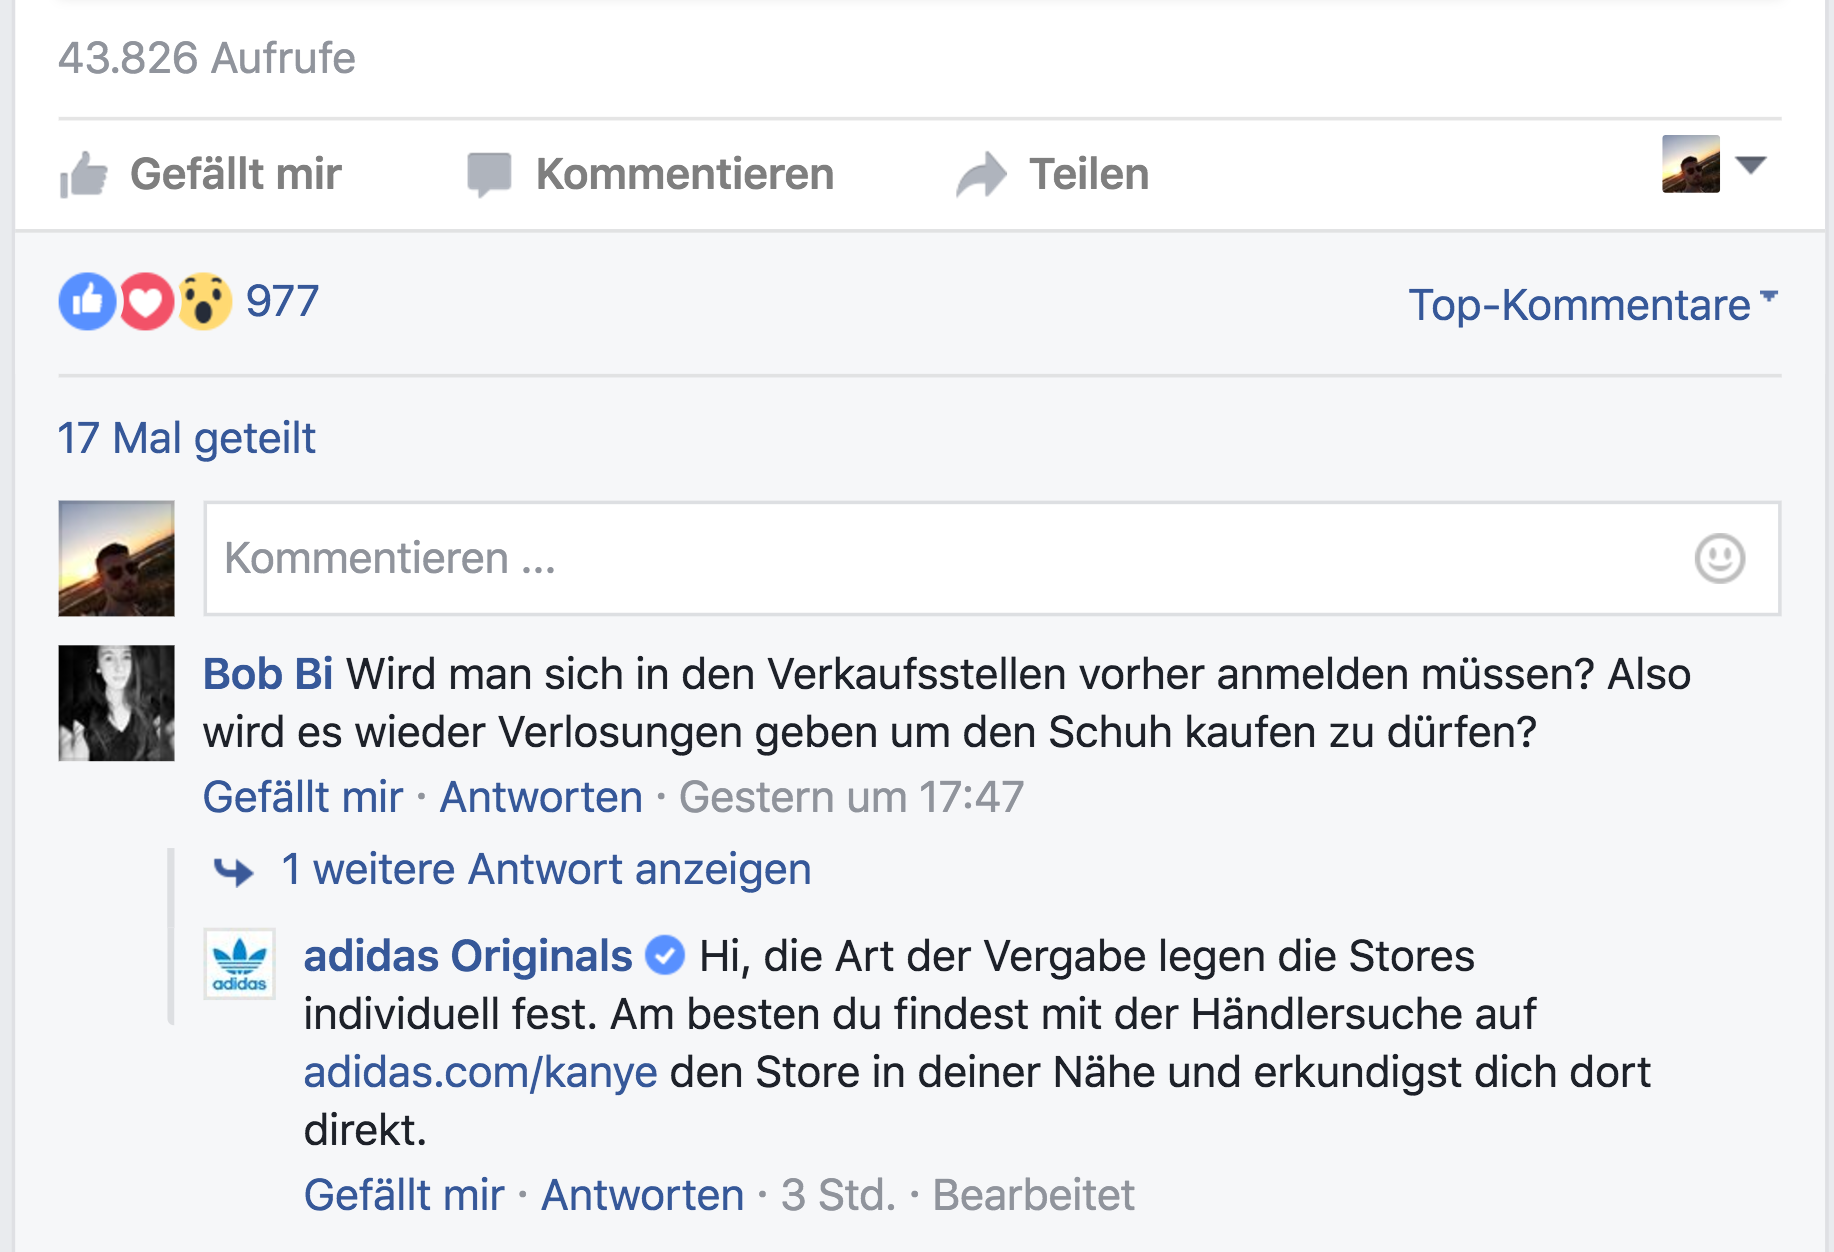 43.826 Aufrufe
Gefällt mir Kommentieren Teilen
977 Top-Kommentare
17 Mal geteilt
Kommentieren ...
Bob Bi Wird man sich in den Verkaufsstellen vorher anmelden müssen? Also
wird es wieder Verlosungen geben um den Schuh kaufen zu dürfen?
Gefällt mir · Antworten · Gestern um 17:47
1 weitere Antwort anzeigen
adidas
adidas Originals Hi, die Art der Vergabe legen die Stores
individuell fest. Am besten du findest mit der Händlersuche auf
adidas.com/kanye den Store in deiner Nähe und erkundigst dich dort
direkt.
Gefällt mir · Antworten · 3 Std. · Bearbeitet